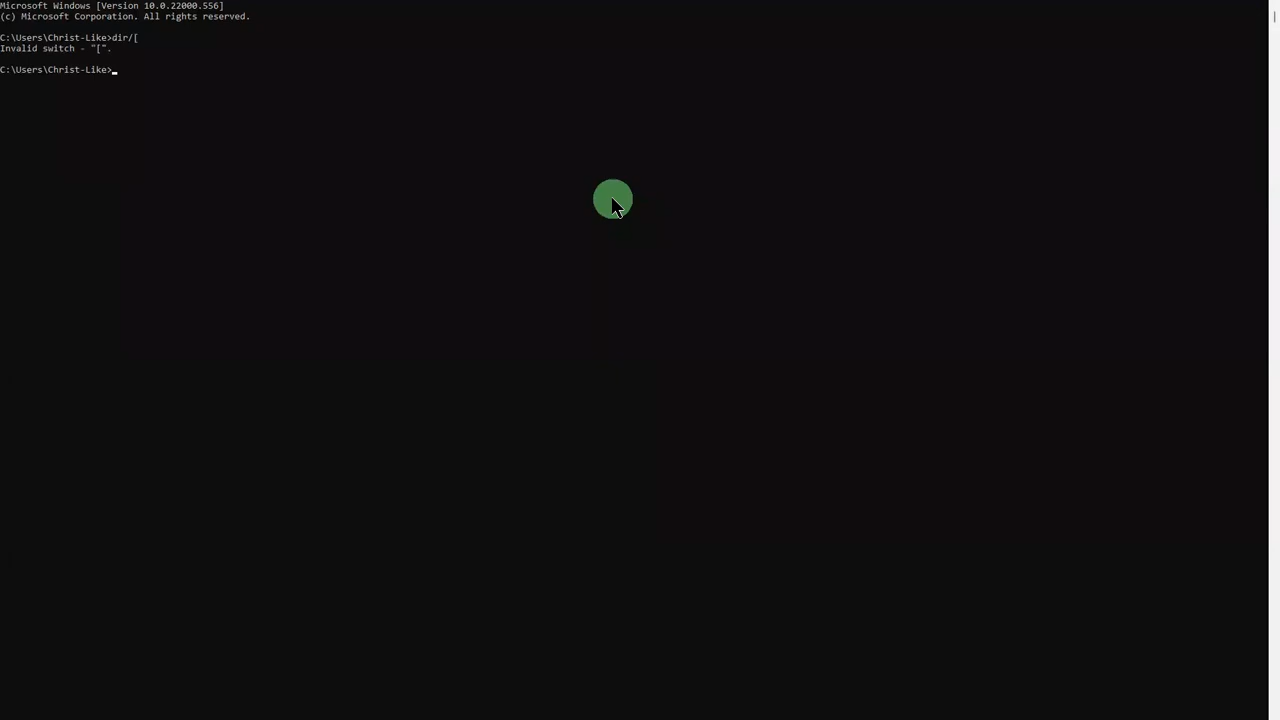 Microsoft Windows [Version 10.0.22000.556]
(c) Microsoft Corporation. All rights reserved.
C:\Users\Christ-Like>dir/[
Invalid switch - "[".
C:\Users\Christ-Like>